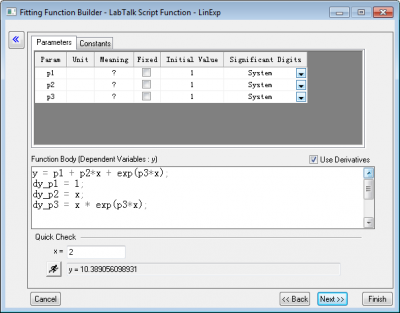 Fitting Function Builder - LabTalk Script Function - LinExp
Parameters Constants
Param Unit Meaning Fixed Initial Value Significant Digits
p1 ? 1 System
p2 ? 1 System
p3 ? 1 System
Function Body (Dependent Variables : y) Use Derivatives
y = p1 + p2*x + exp(p3*x);
dy_p1 = 1;
dy_p2 = x;
dy_p3 = x * exp(p3*x);
Quick Check
x = 2
y = 10.389056098931
Cancel << Back Next >> Finish